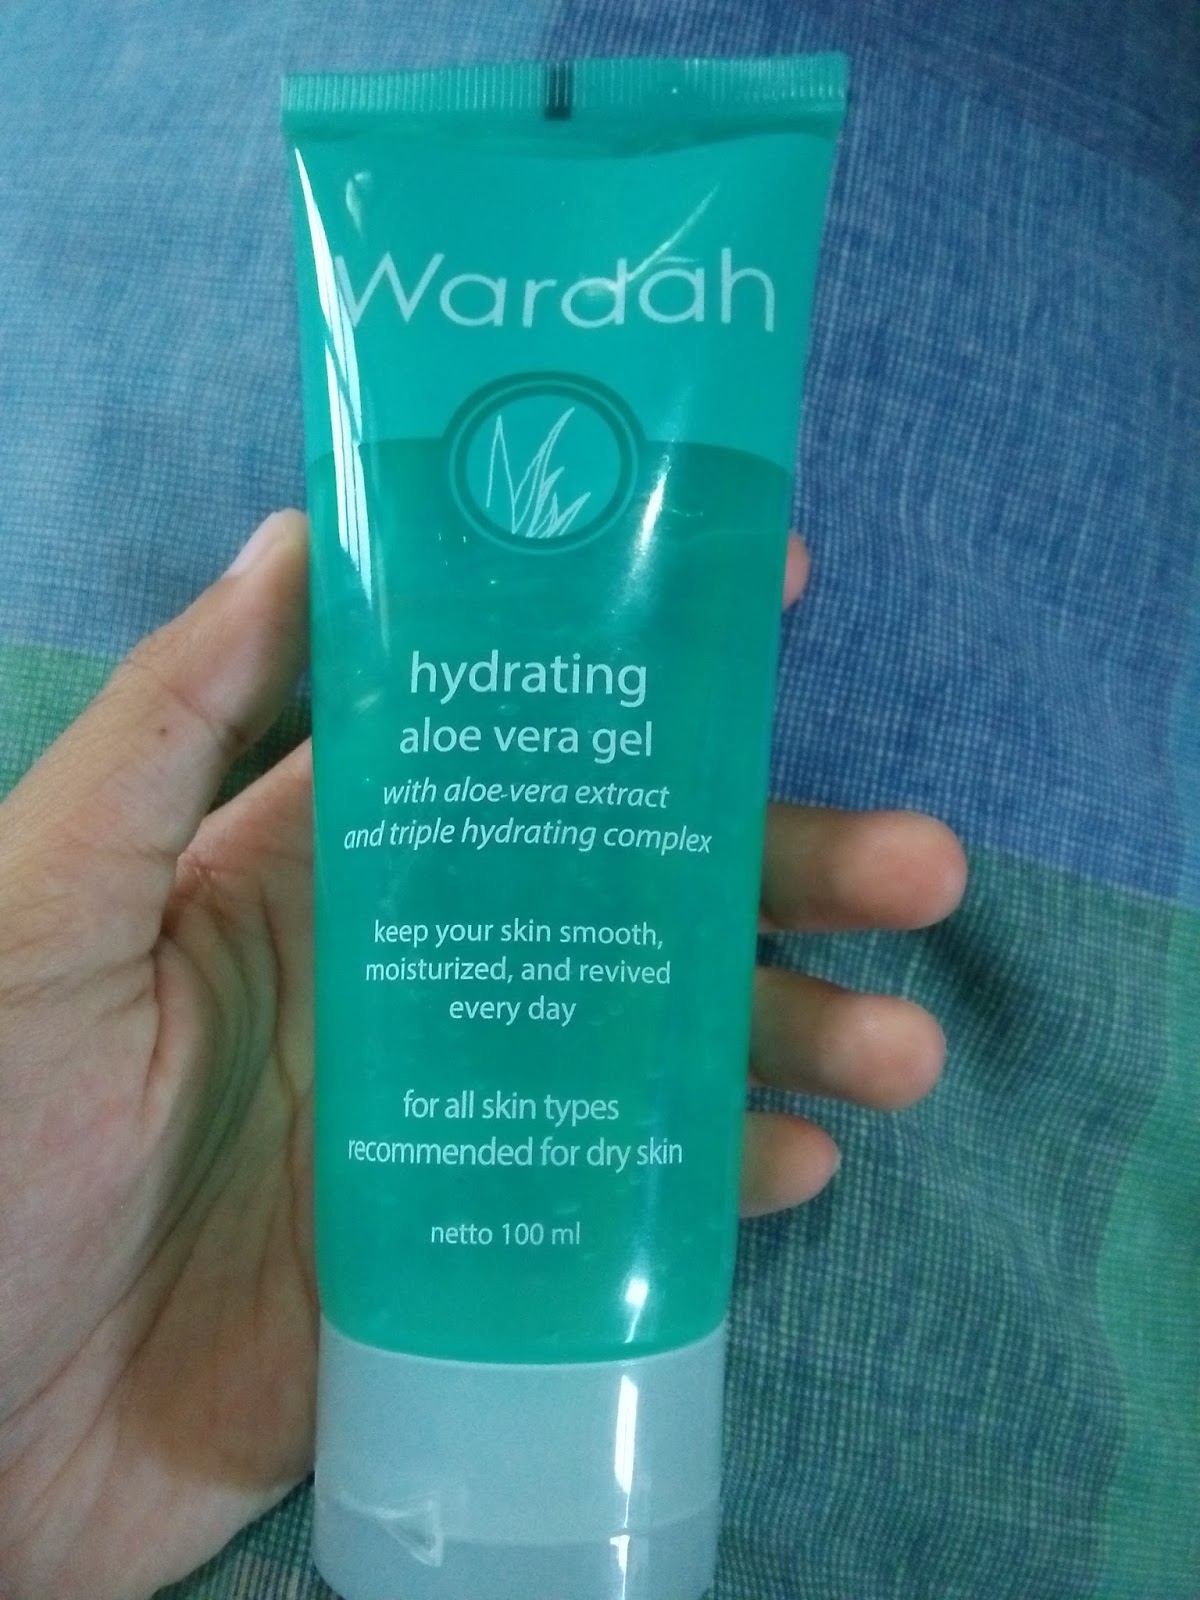 Wardah
hydrating
aloe vera gel
with aloe vera extract
and triple hydrating complex
keep your skin smooth,
moisturized, and revived
every day
for all skin types
recommended for dry skin
netto 100 ml